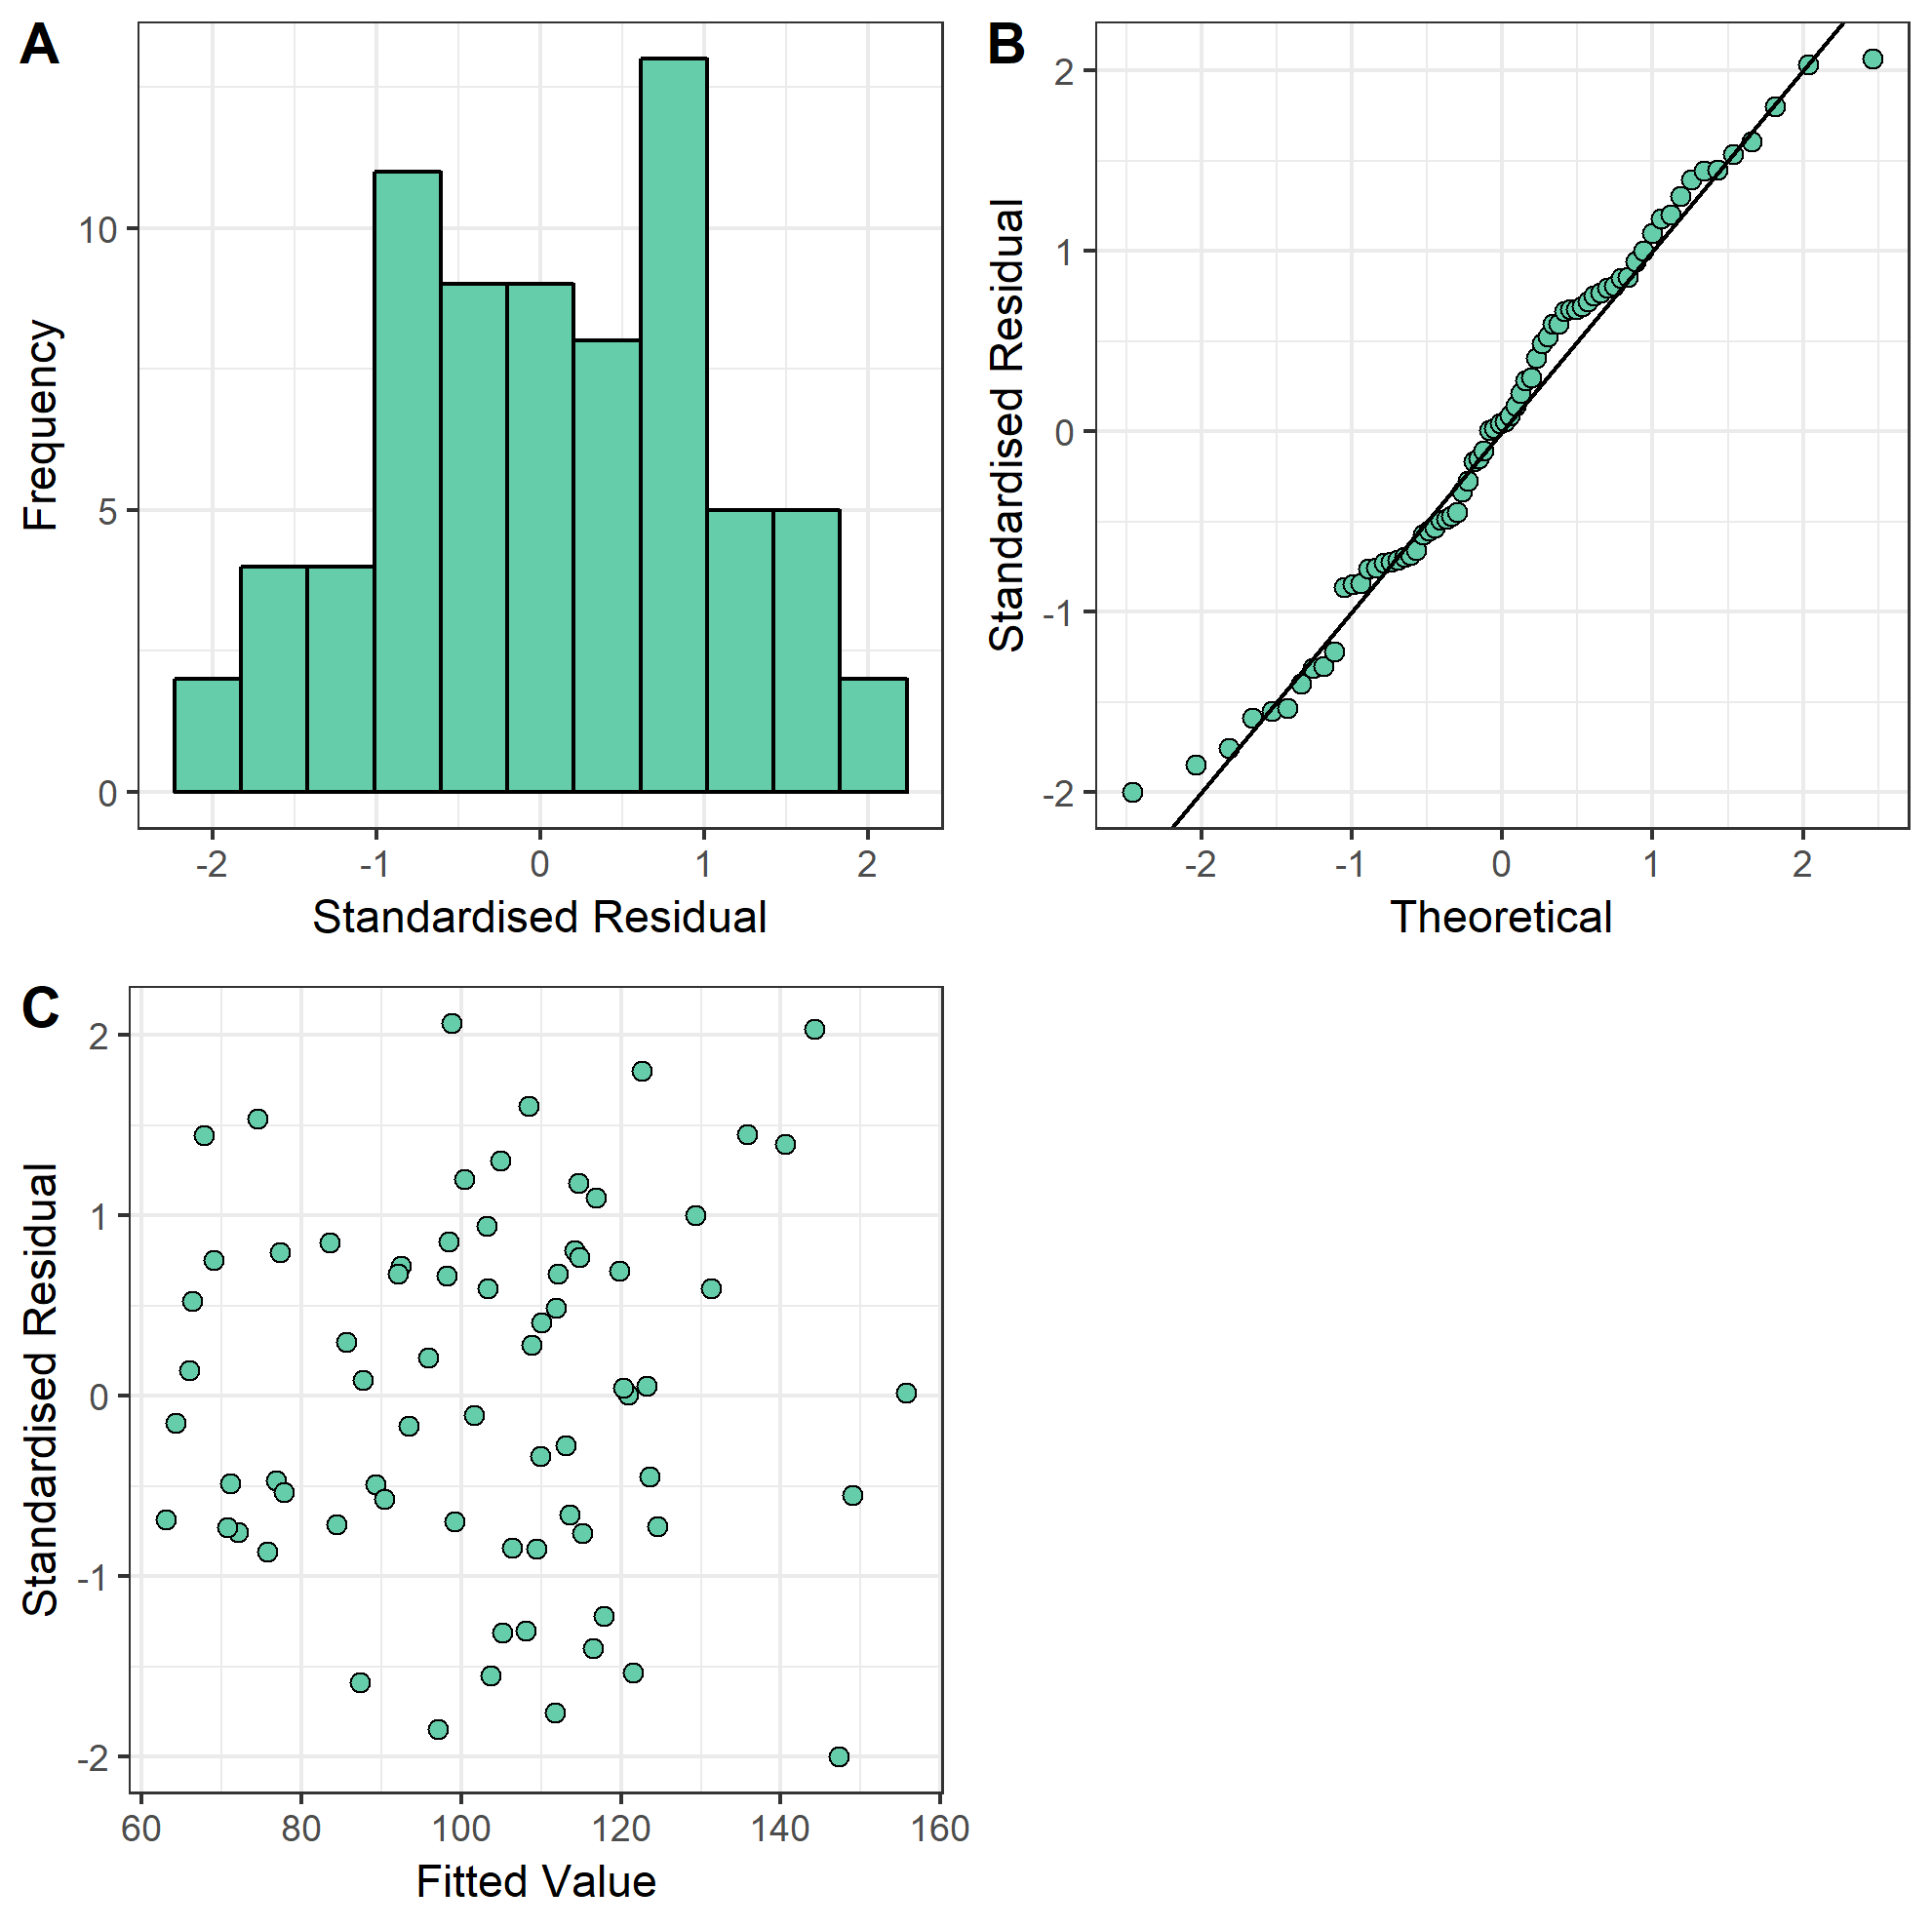 A
Frequency
10
5
0
-2 -1 0 1 2
Standardised Residual
B
Standardised Residual
2
1
0
-1
-2
-2 -1 0 1 2
Theoretical
C
Standardised Residual
2
1
0
-1
-2
60 80 100 120 140 160
Fitted Value